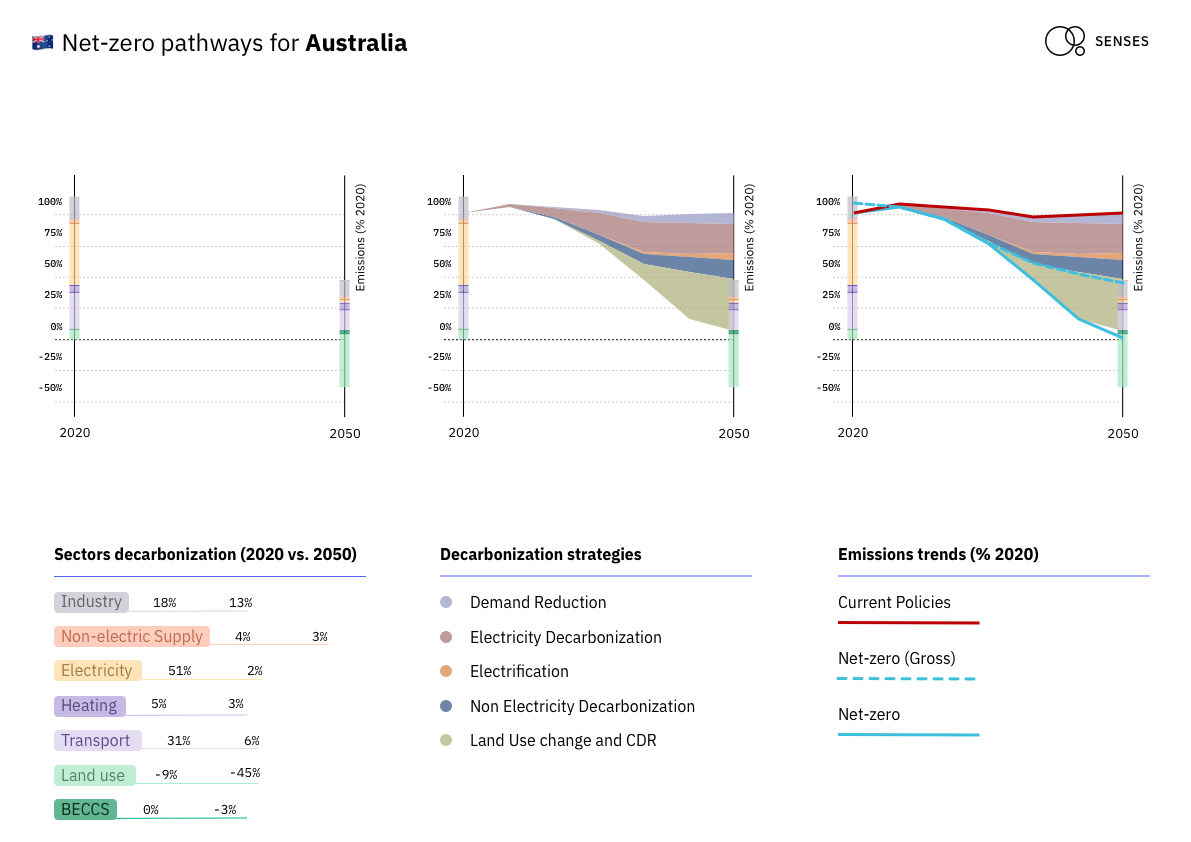 Net-zero pathways for Australia
SENSES
100%
75%
50%
25%
0%
-25%
-50%
2020
2050
Emissions (% 2020)
100%
75%
50%
25%
0%
-25%
-50%
2020
2050
Emissions (% 2020)
100%
75%
50%
25%
0%
-25%
-50%
2020
2050
Emissions (% 2020)
Sectors decarbonization (2020 vs. 2050)
Industry 18% 13%
Non-electric Supply 4% 3%
Electricity 51% 2%
Heating 5% 3%
Transport 31% 6%
Land use -9% -45%
BECCS 0% -3%
Decarbonization strategies
Demand Reduction
Electricity Decarbonization
Electrification
Non Electricity Decarbonization
Land Use change and CDR
Emissions trends (% 2020)
Current Policies
Net-zero (Gross)
Net-zero